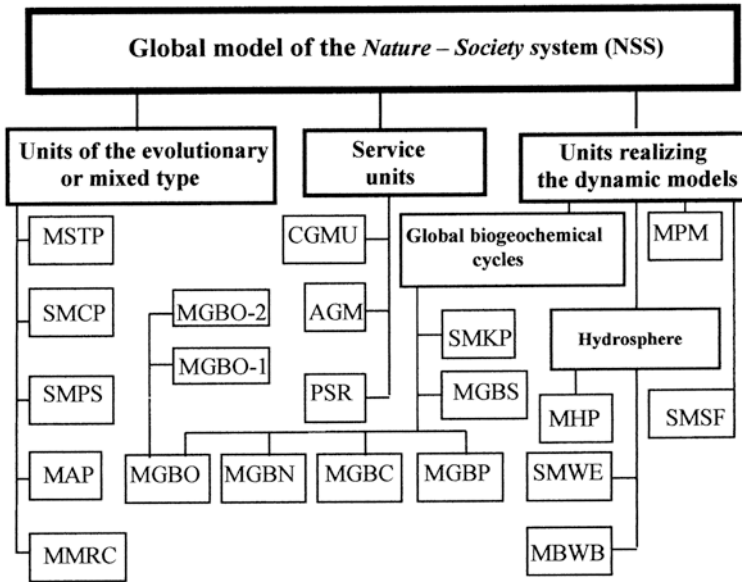 Global model of the Nature – Society system (NSS)
Units of the evolutionary
or mixed type
Service
units
Units realizing
the dynamic models
MSTP
CGMU
Global biogeochemical
cycles
MPM
SMCP
MGBO-2
AGM
SMKP
Hydrosphere
MGBO-1
SMPS
PSR
MGBS
MHP
SMSF
MAP
MGBO
MGBN
MGBC
MGBP
SMWE
MMRC
MBWB